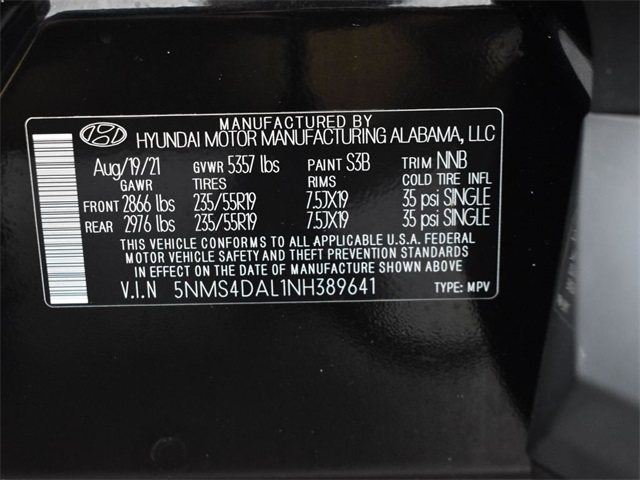 MANUFACTURED BY
HYUNDAI MOTOR MANUFACTURING ALABAMA, LLC
Aug/19/21 GVWR 5357 lbs PAINT S3B TRIM NNB
GAWR TIRES RIMS COLD TIRE INFL
FRONT 2866 lbs 235/55R19 7.5JX19 35 psi SINGLE
REAR 2976 lbs 235/55R19 7.5JX19 35 psi SINGLE
THIS VEHICLE CONFORMS TO ALL APPLICABLE U.S.A. FEDERAL
MOTOR VEHICLE SAFETY AND THEFT PREVENTION STANDARDS
IN EFFECT ON THE DATE OF MANUFACTURE SHOWN ABOVE
V.I.N 5NMS4DAL1NH389641 TYPE: MPV